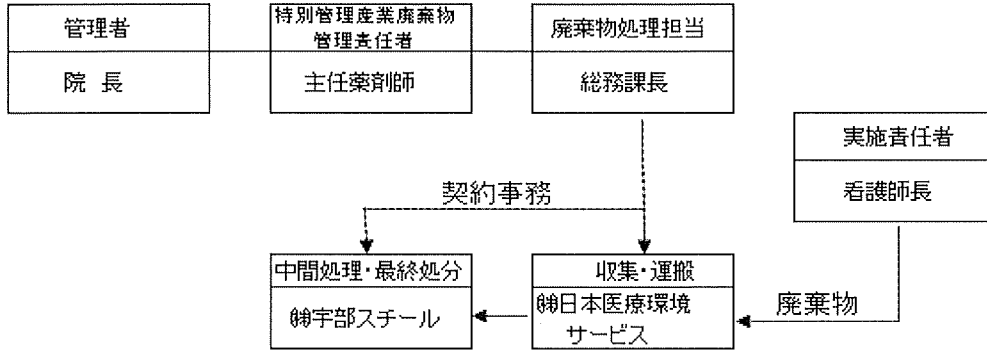 管理者
院 長
特別管理産業廃棄物
管理責任者
主任薬剤師
廃棄物処理担当
総務課長
実施責任者
看護師長
契約事務
中間処理・最終処分
㈱宇部スチール
収集・運搬
㈱日本医療環境
サービス
廃棄物